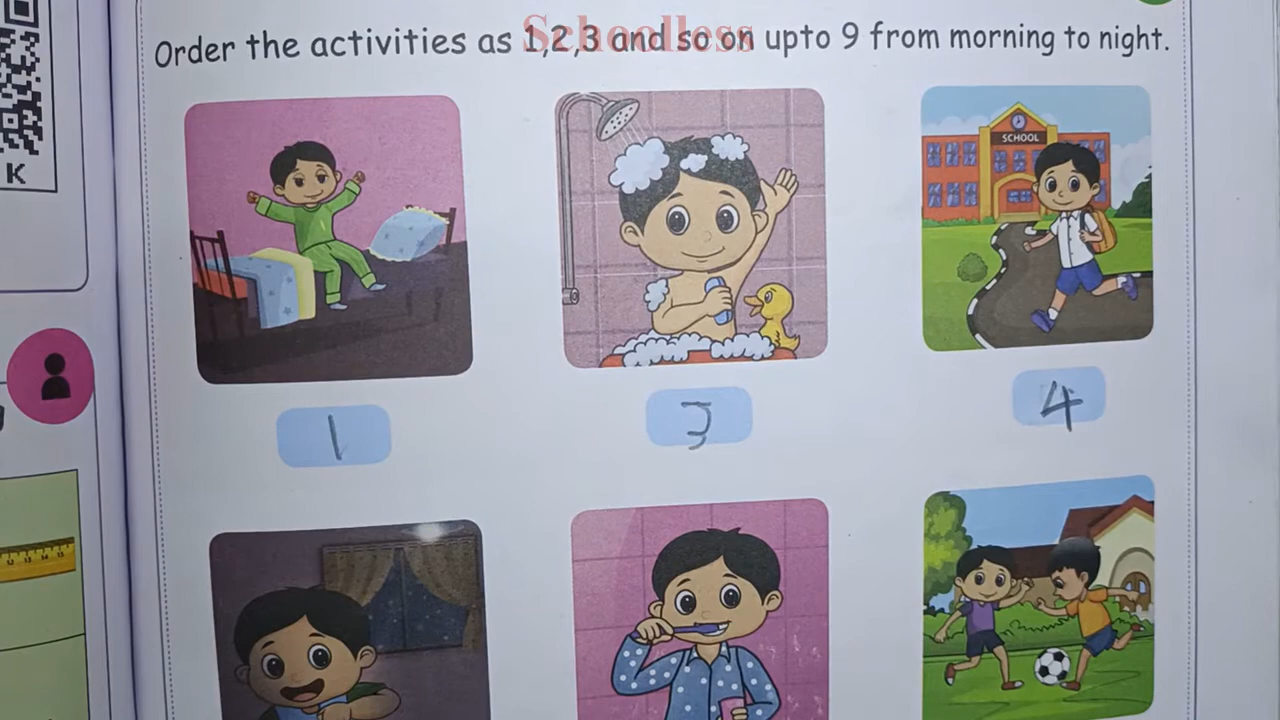 Schoolless
Order the activities as 1,2,3 and so on upto 9 from morning to night.
SCHOOL
K
1
3
4